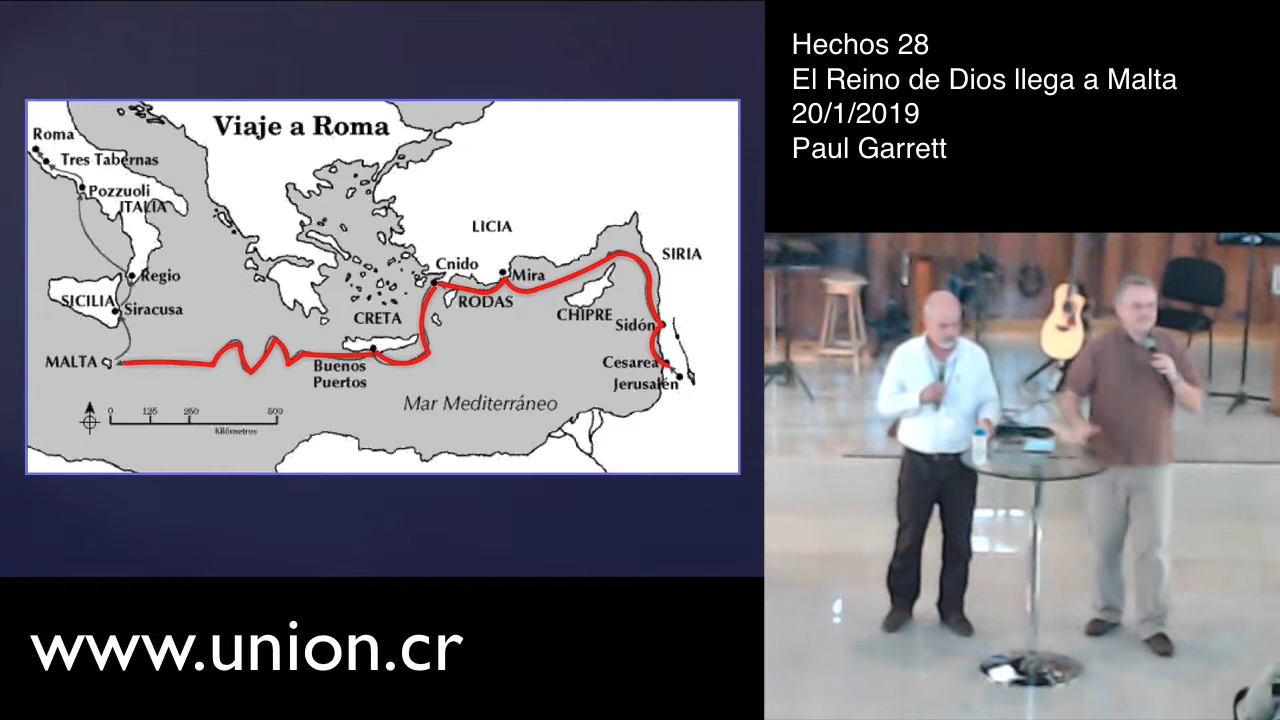 Hechos 28
El Reino de Dios llega a Malta
20/1/2019
Paul Garrett
Viaje a Roma
Roma
Tres Tabernas
Pozzuoli
ITALIA
LICIA
SIRIA
Cnido
Mira
Regio
SICILIA
Siracusa
RODAS
CHIPRE
CRETA
Sidón
MALTA
Buenos
Puertos
Cesarea
Jerusalén
Mar Mediterráneo
0 125 250 500
Kilómetros
www.union.cr